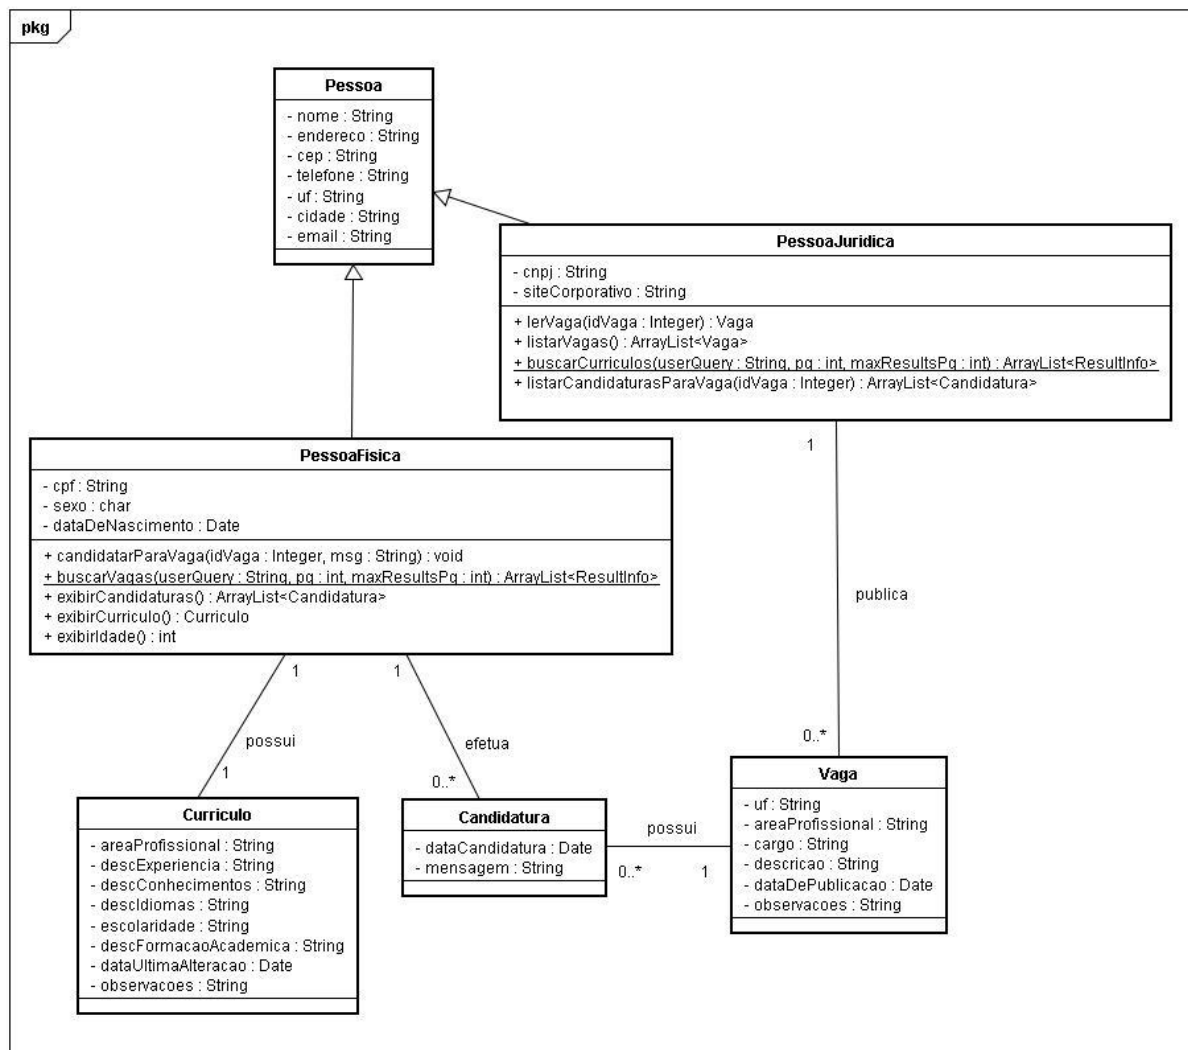 pkg
Pessoa
- nome : String
- endereco : String
- cep : String
- telefone : String
- uf : String
- cidade : String
- email : String
PessoaJuridica
- cnpj : String
- siteCorporativo : String
+ lerVaga(idVaga : Integer) : Vaga
+ listarVagas() : ArrayList<Vaga>
+ buscarCurriculos(userQuery : String, pg : int, maxResultsPg : int) : ArrayList<ResultInfo>
+ listarCandidaturasParaVaga(idVaga : Integer) : ArrayList<Candidatura>
PessoaFisica
- cpf : String
- sexo : char
- dataDeNascimento : Date
+ candidatarParaVaga(idVaga : Integer, msg : String) : void
+ buscarVagas(userQuery : String, pg : int, maxResultsPg : int) : ArrayList<ResultInfo>
+ exibirCandidaturas() : ArrayList<Candidatura>
+ exibirCurriculo() : Curriculo
+ exibirIdade() : int
1
publica
0..*
1
possui
1
1
efetua
0..*
Curriculo
- areaProfissional : String
- descExperiencia : String
- descConhecimentos : String
- descIdiomas : String
- escolaridade : String
- descFormacaoAcademica : String
- dataUltimaAlteracao : Date
- observacoes : String
Candidatura
- dataCandidatura : Date
- mensagem : String
possui
0..*
1
Vaga
- uf : String
- areaProfissional : String
- cargo : String
- descricao : String
- dataDePublicacao : Date
- observacoes : String